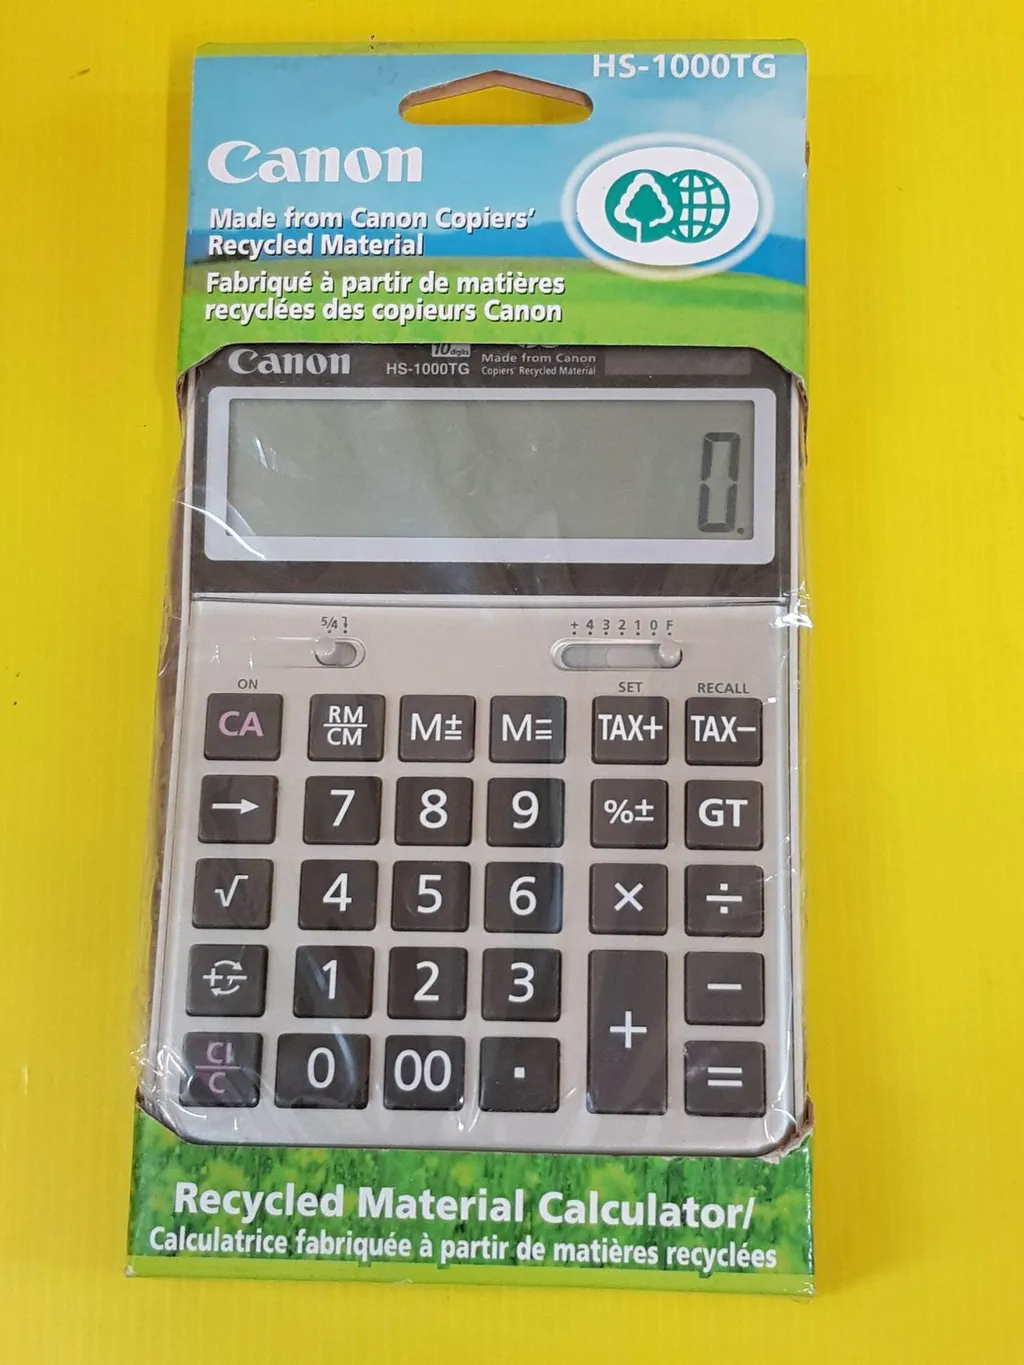 HS-1000TG
Canon
Made from Canon Copiers'
Recycled Material
Fabriqué à partir de matières
recyclées des copieurs Canon
Canon
10 digits
HS-1000TG
Made from Canon
Copiers' Recycled Material
0.
5/4
+ 4 3 2 1 0 F
ON SET RECALL
CA RM/CM M± M= TAX+ TAX−
→ 7 8 9 %± GT
√ 4 5 6 × ÷
+⇄− 1 2 3 + −
CI/C 0 00 . =
Recycled Material Calculator/
Calculatrice fabriquée à partir de matières recyclées